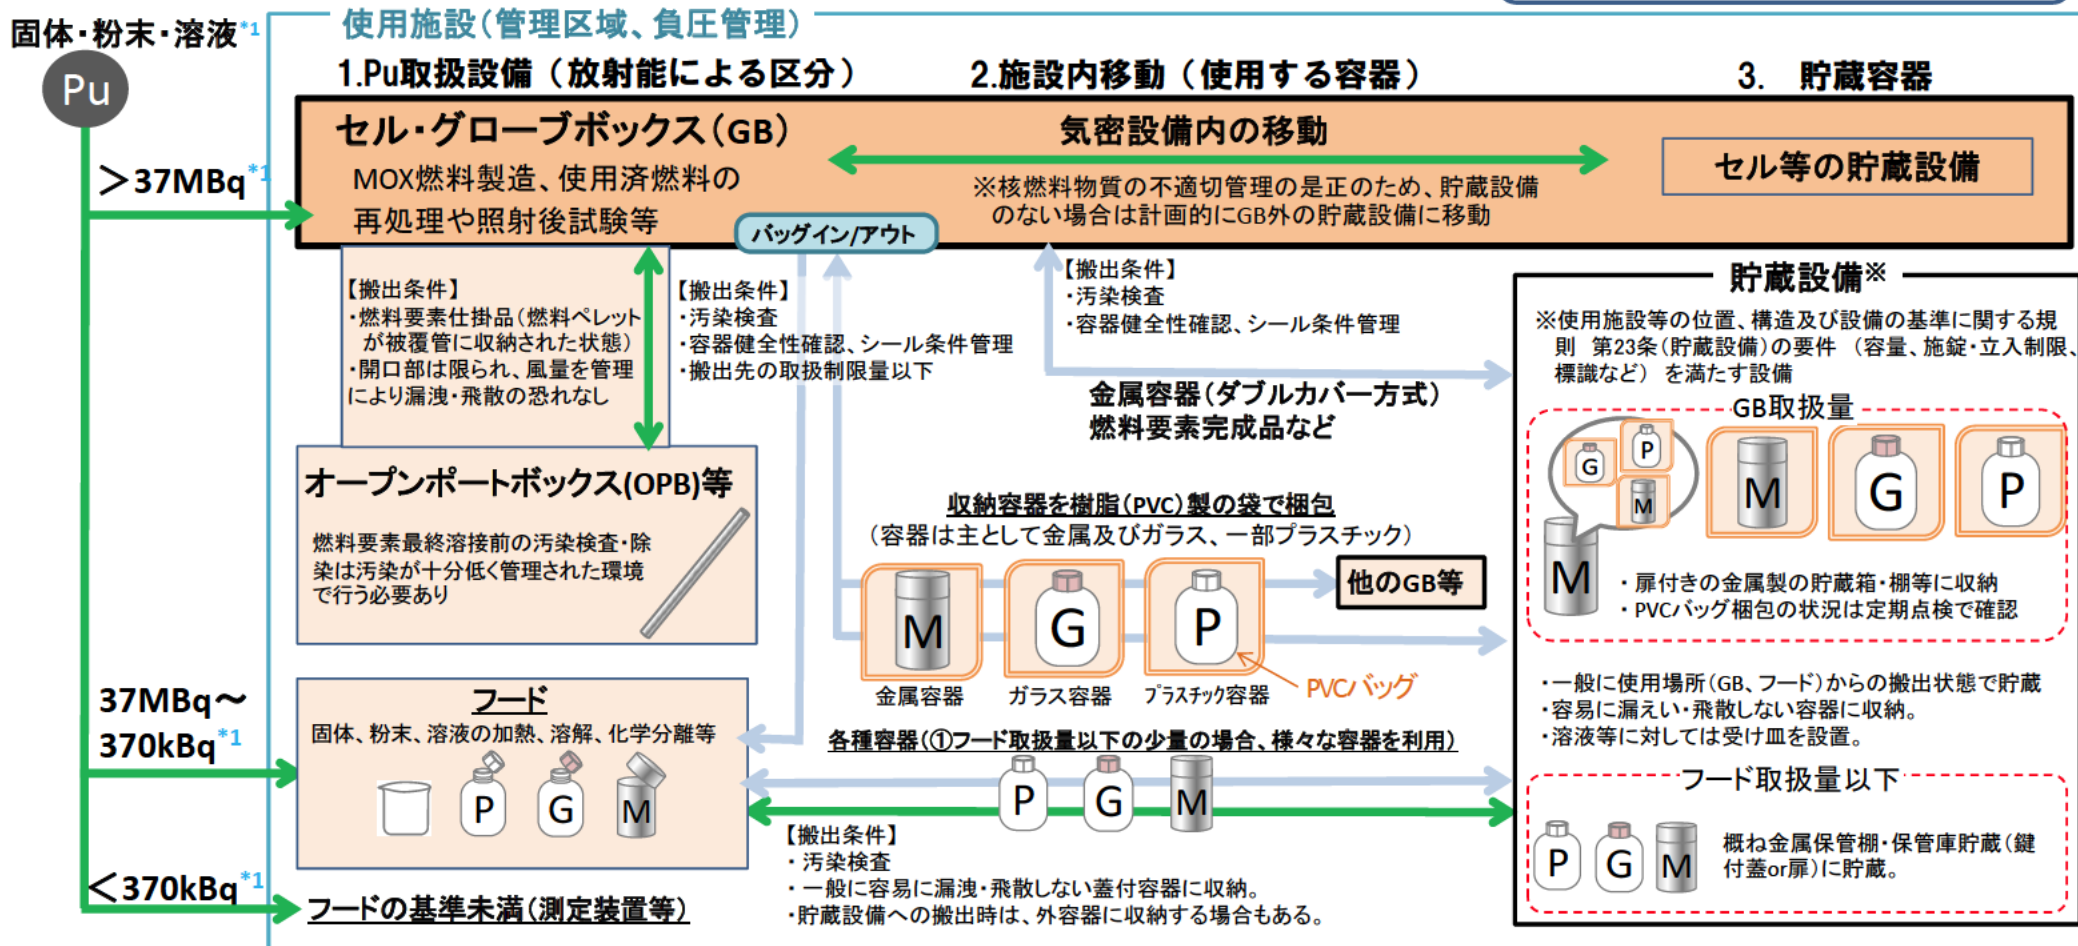 固体・粉末・溶液*1
Pu
使用施設(管理区域、負圧管理)
1.Pu取扱設備（放射能による区分）
2.施設内移動（使用する容器）
3. 貯蔵容器
＞37MBq*1
セル・グローブボックス(GB)
MOX燃料製造、使用済燃料の
再処理や照射後試験等
気密設備内の移動
※核燃料物質の不適切管理の是正のため、貯蔵設備
のない場合は計画的にGB外の貯蔵設備に移動
セル等の貯蔵設備
バッグイン/アウト
【搬出条件】
・燃料要素仕掛品(燃料ペレット
が被覆管に収納された状態)
・開口部は限られ、風量を管理
により漏洩・飛散の恐れなし
【搬出条件】
・汚染検査
・容器健全性確認、シール条件管理
・搬出先の取扱制限量以下
【搬出条件】
・汚染検査
・容器健全性確認、シール条件管理
金属容器(ダブルカバー方式)
燃料要素完成品など
オープンポートボックス(OPB)等
燃料要素最終溶接前の汚染検査・除
染は汚染が十分低く管理された環境
で行う必要あり
収納容器を樹脂(PVC)製の袋で梱包
(容器は主として金属及びガラス、一部プラスチック)
M
G
P
他のGB等
金属容器
ガラス容器
プラスチック容器
PVCバッグ
37MBq～
370kBq*1
フード
固体、粉末、溶液の加熱、溶解、化学分離等
P
G
M
各種容器(①フード取扱量以下の少量の場合、様々な容器を利用)
P
G
M
【搬出条件】
・汚染検査
・一般に容易に漏洩・飛散しない蓋付容器に収納。
・貯蔵設備への搬出時は、外容器に収納する場合もある。
＜370kBq*1
フードの基準未満(測定装置等)
貯蔵設備※
※使用施設等の位置、構造及び設備の基準に関する規
則 第23条(貯蔵設備)の要件 (容量、施錠・立入制限、
標識など) を満たす設備
GB取扱量
G
P
M
M
M
G
P
・扉付きの金属製の貯蔵箱・棚等に収納
・PVCバッグ梱包の状況は定期点検で確認
・一般に使用場所(GB、フード)からの搬出状態で貯蔵
・容易に漏えい・飛散しない容器に収納。
・溶液等に対しては受け皿を設置。
フード取扱量以下
P
G
M
概ね金属保管棚・保管庫貯蔵(鍵
付蓋or扉)に貯蔵。